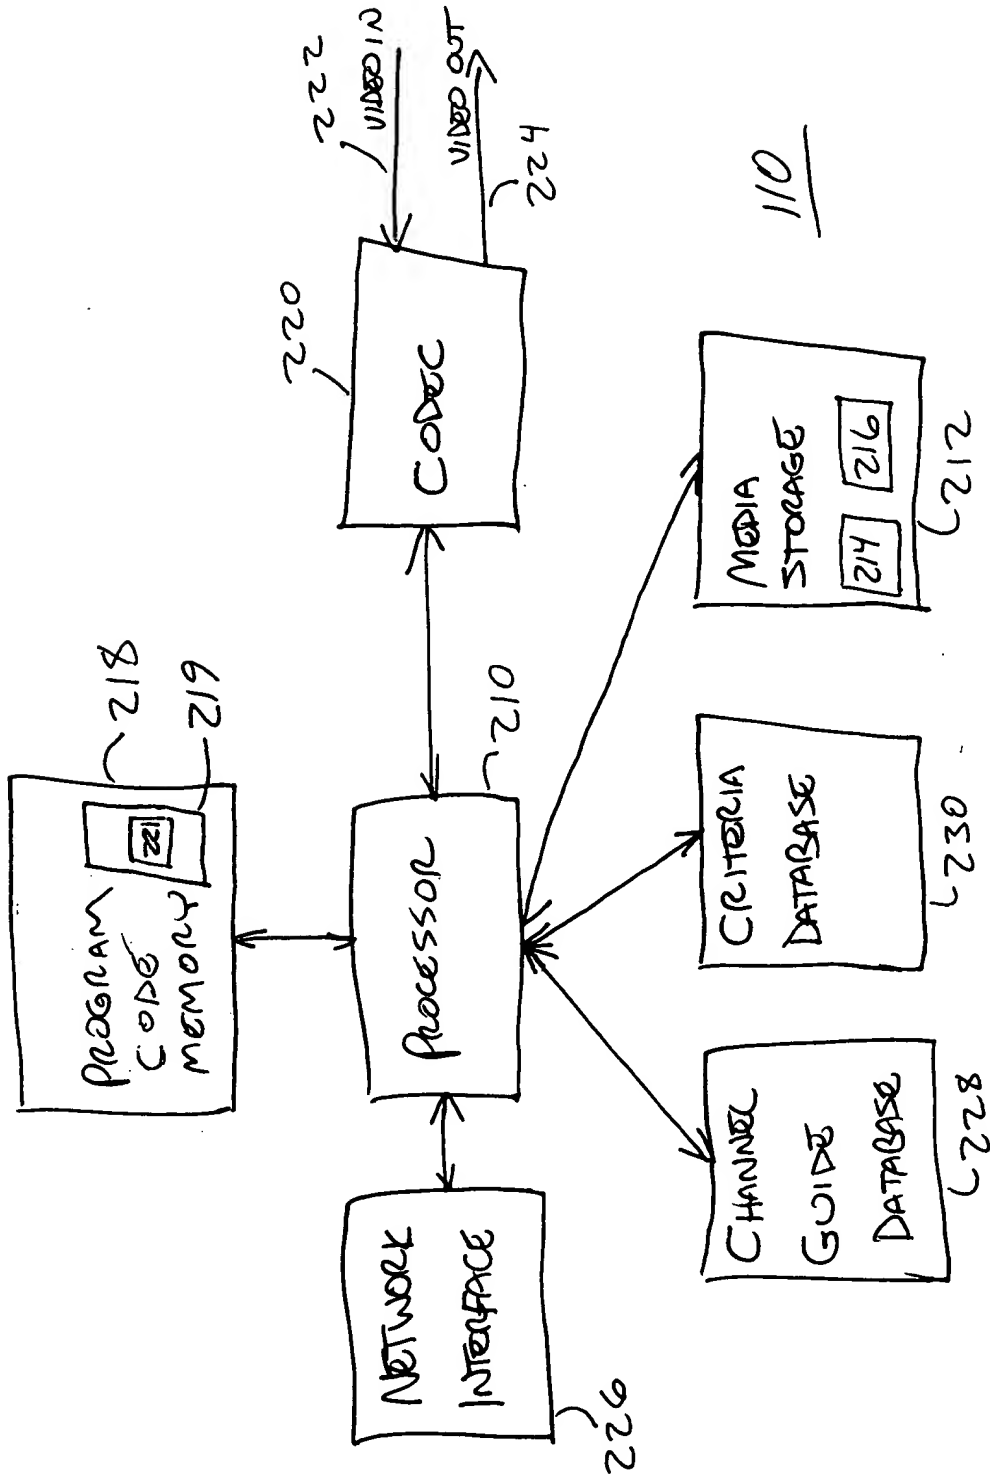 PROGRAM
CODE
MEMORY
221
218
219
NETWORK
INTERFACE
226
PROCESSOR
210
CODEC
220
222
VIDEO IN
VIDEO OUT
224
CHANNEL
GUIDE
DATABASE
228
CRITERIA
DATABASE
230
MEDIA
STORAGE
214
216
212
110